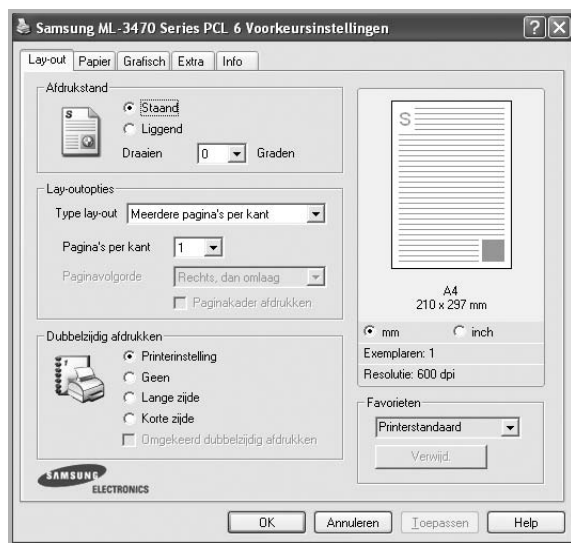 Samsung ML-3470 Series PCL 6 Voorkeursinstellingen
Lay-out Papier Grafisch Extra Info
Afdrukstand
S
Staand
Liggend
Draaien 0 Graden
Lay-outopties
Type lay-out Meerdere pagina's per kant
Pagina's per kant 1
Paginavolgorde Rechts, dan omlaag
Paginakader afdrukken
Dubbelzijdig afdrukken
Printerinstelling
Geen
Lange zijde
Korte zijde
Omgekeerd dubbelzijdig afdrukken
SAMSUNG
ELECTRONICS
S
A4
210 x 297 mm
mm inch
Exemplaren: 1
Resolutie: 600 dpi
Favorieten
Printerstandaard
Verwijd.
OK Annuleren Toepassen Help